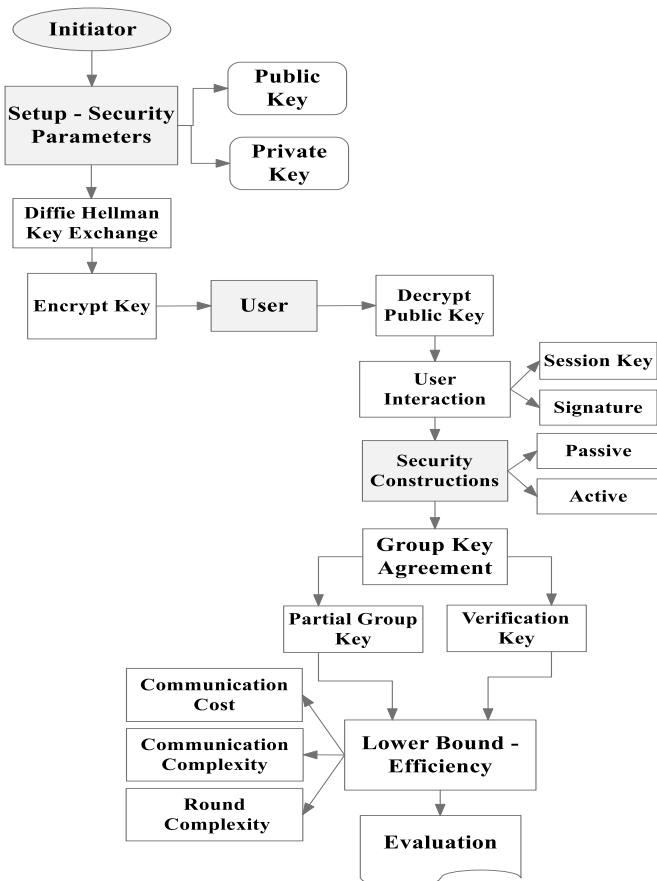 Initiator
Setup - Security
Parameters
Public
Key
Private
Key
Diffie Hellman
Key Exchange
Encrypt Key
User
Decrypt
Public Key
User
Interaction
Session Key
Signature
Security
Constructions
Passive
Active
Group Key
Agreement
Partial Group
Key
Verification
Key
Communication
Cost
Communication
Complexity
Round
Complexity
Lower Bound -
Efficiency
Evaluation